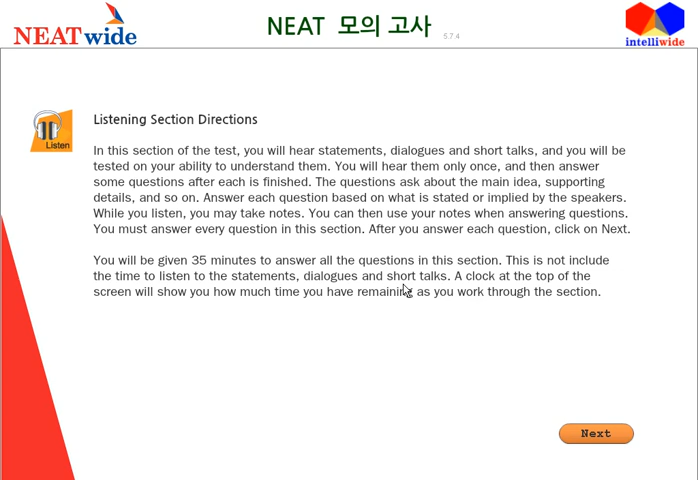 NEATwide
NEAT 모의 고사
5.7.4
intelliwide
Listen
Listening Section Directions
In this section of the test, you will hear statements, dialogues and short talks, and you will be
tested on your ability to understand them. You will hear them only once, and then answer
some questions after each is finished. The questions ask about the main idea, supporting
details, and so on. Answer each question based on what is stated or implied by the speakers.
While you listen, you may take notes. You can then use your notes when answering questions.
You must answer every question in this section. After you answer each question, click on Next.
You will be given 35 minutes to answer all the questions in this section. This is not include
the time to listen to the statements, dialogues and short talks. A clock at the top of the
screen will show you how much time you have remaining as you work through the section.
Next